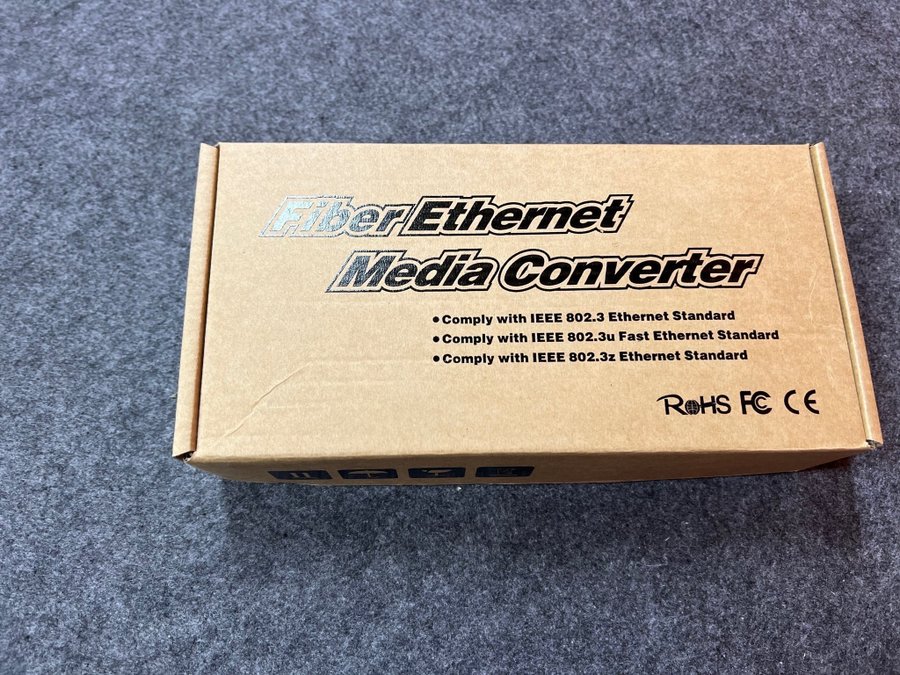 Fiber Ethernet
Media Converter
•Comply with IEEE 802.3 Ethernet Standard
•Comply with IEEE 802.3u Fast Ethernet Standard
•Comply with IEEE 802.3z Ethernet Standard
RoHS FC CE